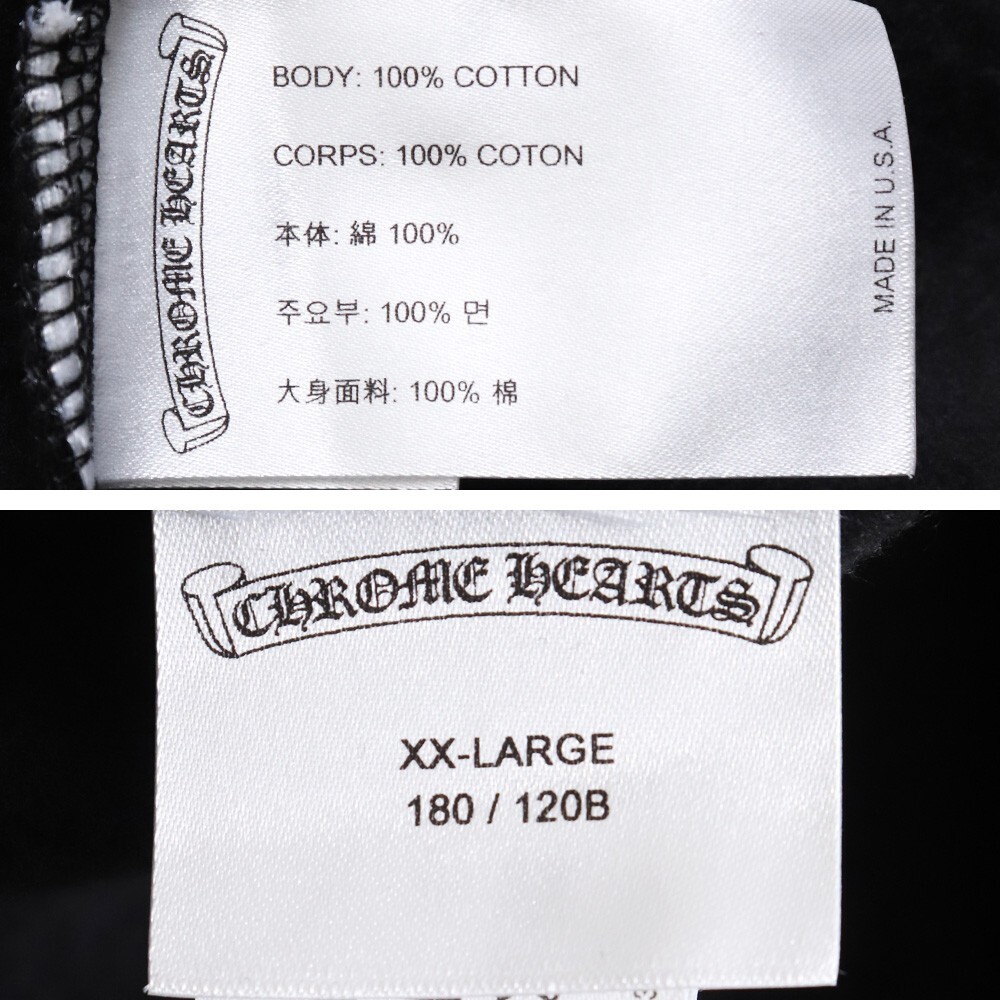 CHROME HEARTS
BODY: 100% COTTON
CORPS: 100% COTON
本体: 綿 100%
주요부: 100% 면
大身面料: 100% 棉
MADE IN U.S.A.
CHROME HEARTS
XX-LARGE
180 / 120B